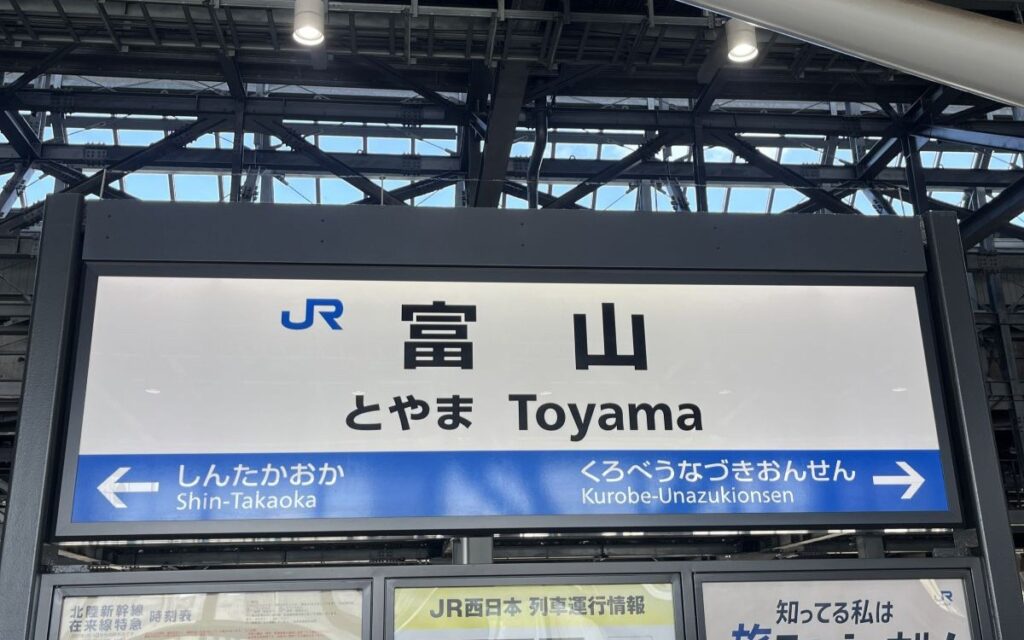 JR 富山
とやま Toyama
← しんたかおか
Shin-Takaoka
くろべうなづきおんせん →
Kurobe-Unazukionsen
北陸新幹線
在来線特急 時刻表
JR西日本 列車運行情報
知ってる私は
JR
旅